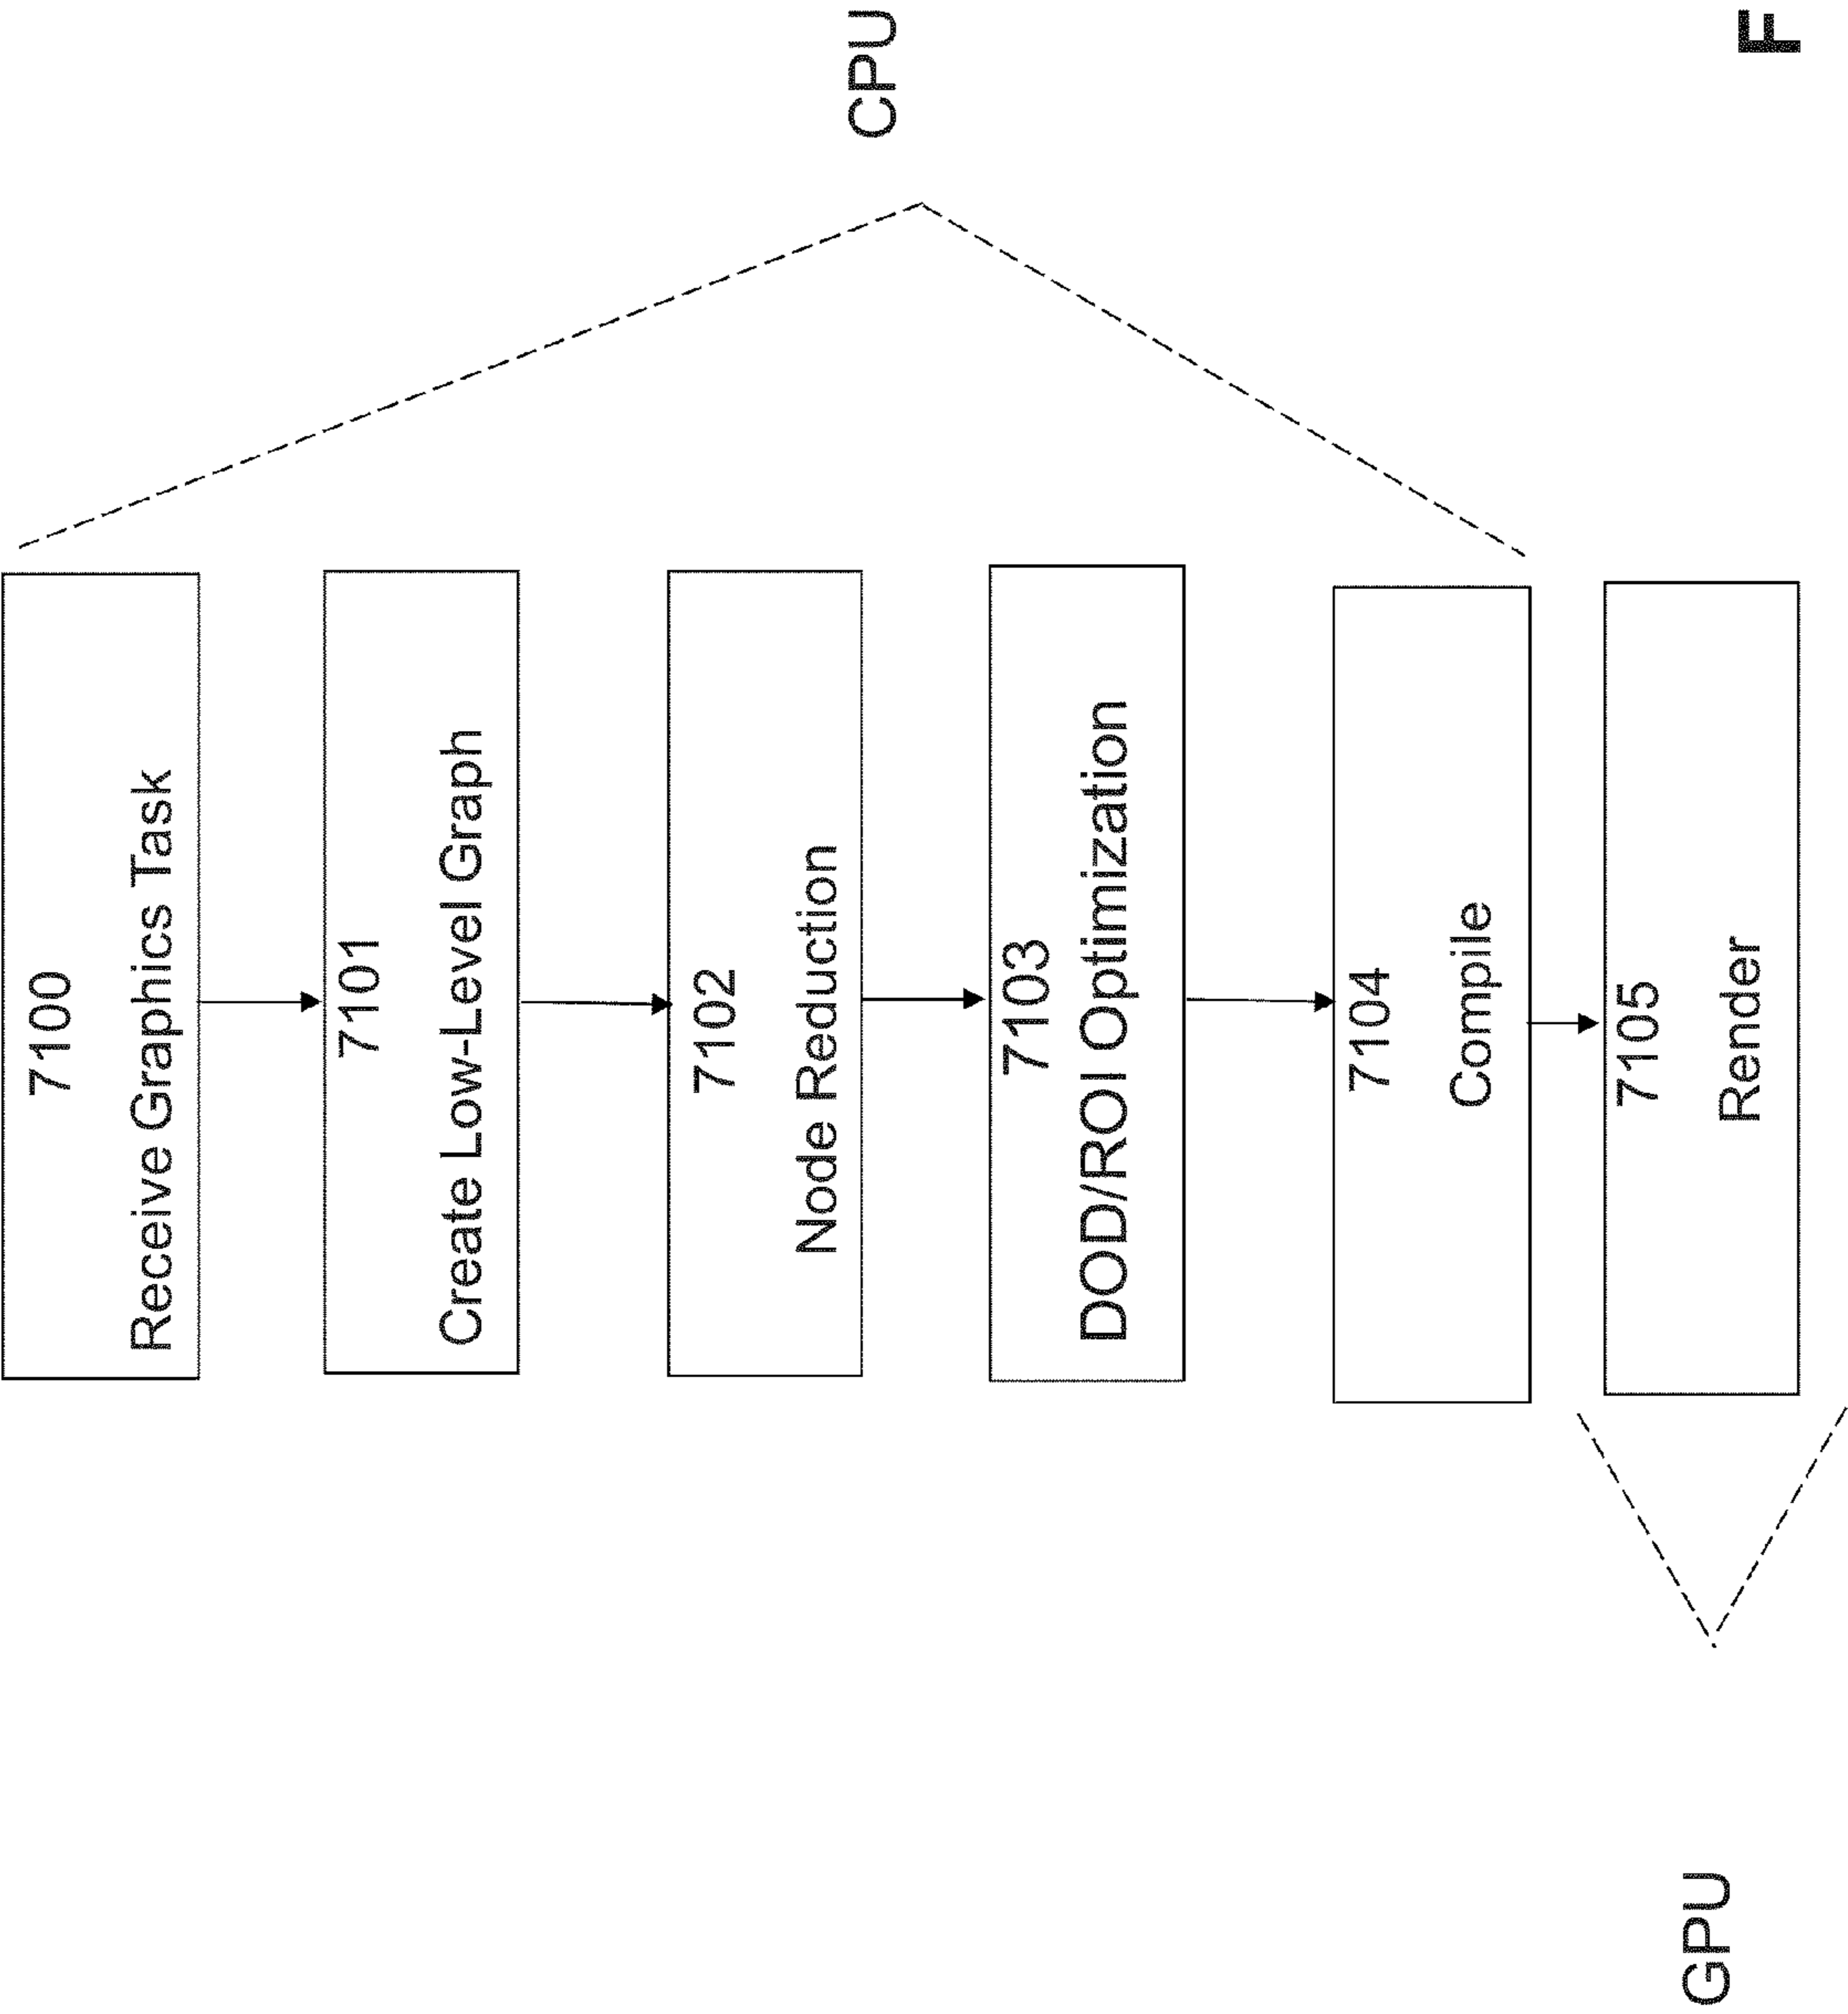 7100
Receive Graphics Task
7101
Create Low-Level Graph
7102
Node Reduction
7103
DOD/ROI Optimization
7104
Compile
7105
Render
CPU
GPU
F